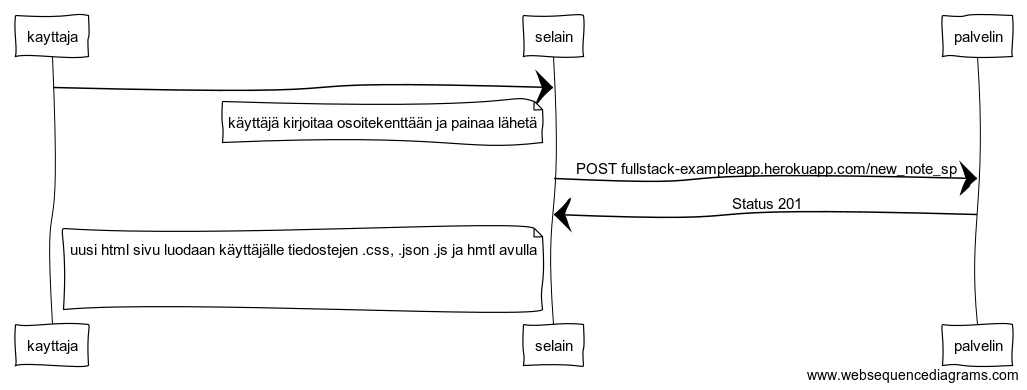 kayttaja
selain
palvelin
käyttäjä kirjoitaa osoitekenttään ja painaa lähetä
POST fullstack-exampleapp.herokuapp.com/new_note_sp
Status 201
uusi html sivu luodaan käyttäjälle tiedostejen .css, .json .js ja hmtl avulla
kayttaja
selain
palvelin
www.websequencediagrams.com